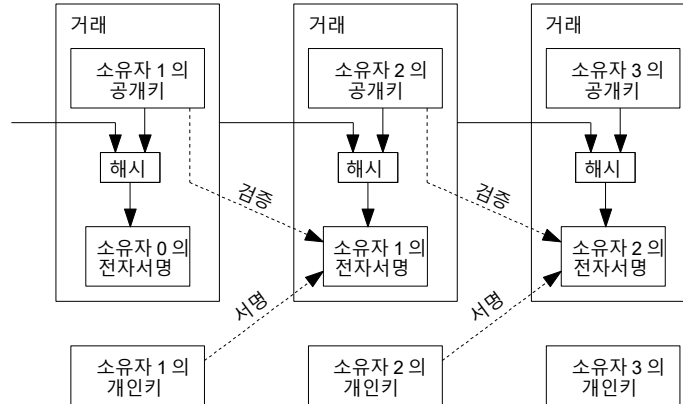 거래
소유자 1 의
공개키
해시
소유자 0 의
전자서명
거래
소유자 2 의
공개키
해시
소유자 1 의
전자서명
거래
소유자 3 의
공개키
해시
소유자 2 의
전자서명
검증
검증
서명
서명
소유자 1 의
개인키
소유자 2 의
개인키
소유자 3 의
개인키